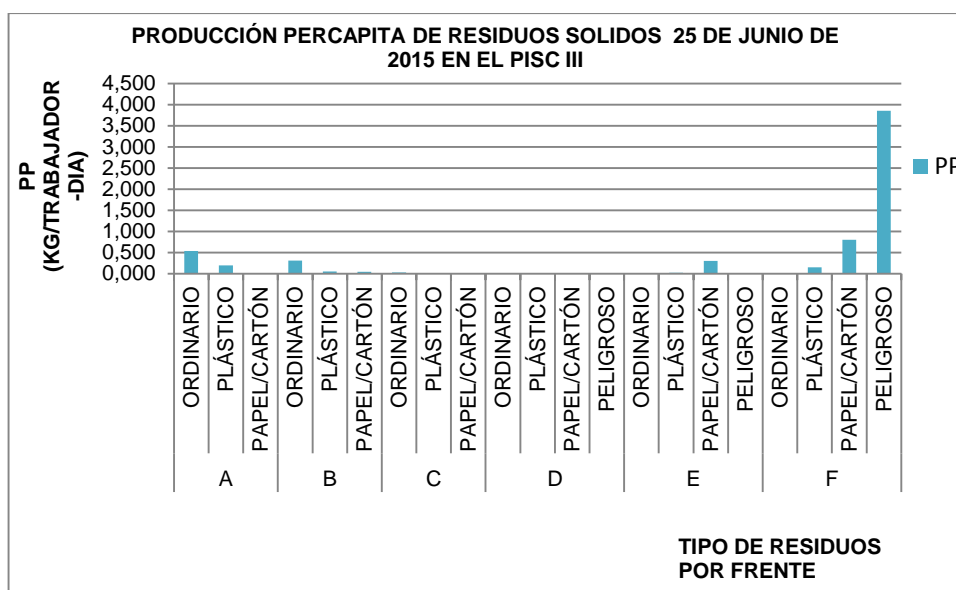 PRODUCCIÓN PERCAPITA DE RESIDUOS SOLIDOS 25 DE JUNIO DE
2015 EN EL PISC III
PP
(KG/TRABAJADOR
-DIA)
4,500
4,000
3,500
3,000
2,500
2,000
1,500
1,000
0,500
0,000
PP
ORDINARIO
PLÁSTICO
PAPEL/CARTÓN
ORDINARIO
PLÁSTICO
PAPEL/CARTÓN
ORDINARIO
PLÁSTICO
PAPEL/CARTÓN
ORDINARIO
PLÁSTICO
PAPEL/CARTÓN
PELIGROSO
ORDINARIO
PLÁSTICO
PAPEL/CARTÓN
PELIGROSO
ORDINARIO
PLÁSTICO
PAPEL/CARTÓN
PELIGROSO
A
B
C
D
E
F
TIPO DE RESIDUOS
POR FRENTE